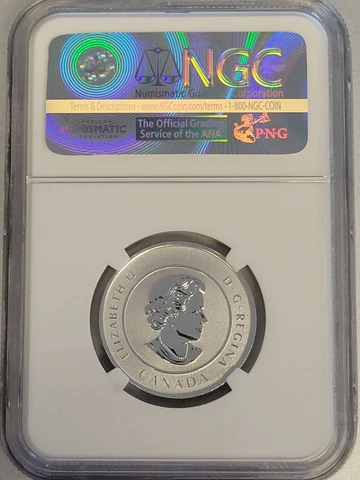 NGC
Numismatic Gu Corporation
Terms & Descriptions - www.NGCcoin.com/terms • 1-800-NGC-COIN
NUMISMATIC
The Official Grading
Service of the ANA
PNG
ELIZABETH II D·G·REGINA
CANADA